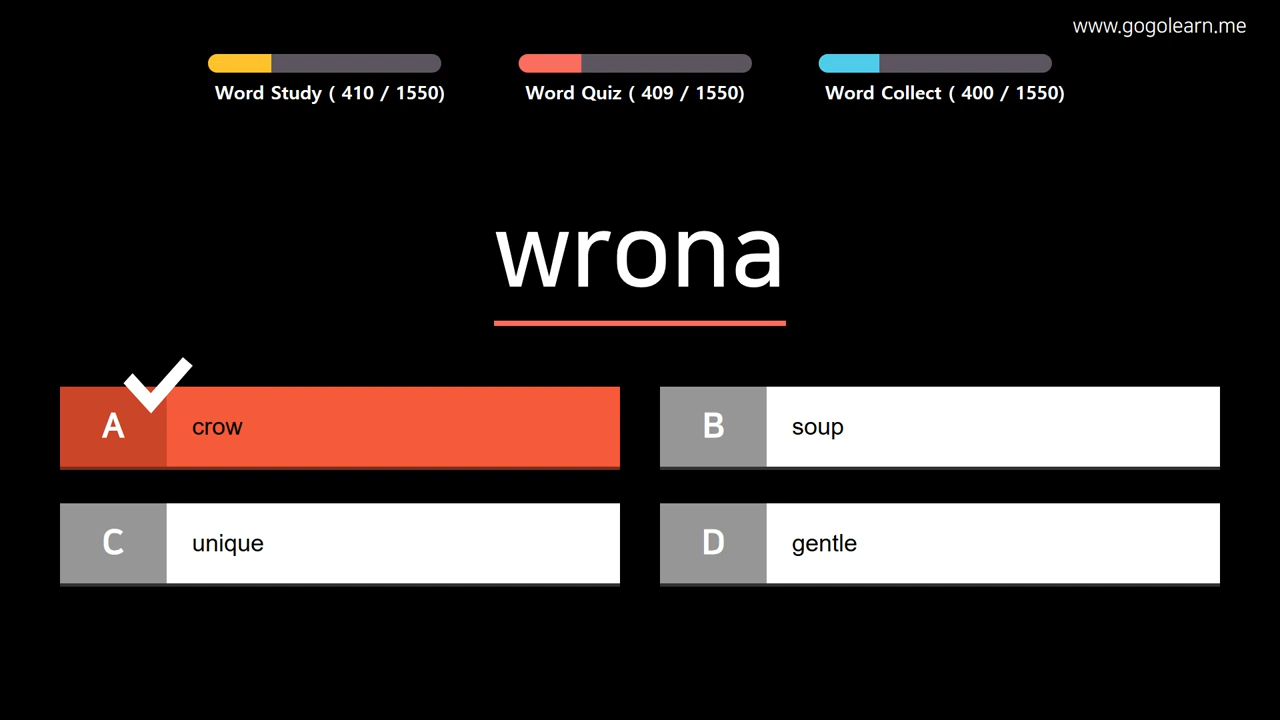 www.gogolearn.me
Word Study ( 410 / 1550)
Word Quiz ( 409 / 1550)
Word Collect ( 400 / 1550)
wrona
A crow
B soup
C unique
D gentle